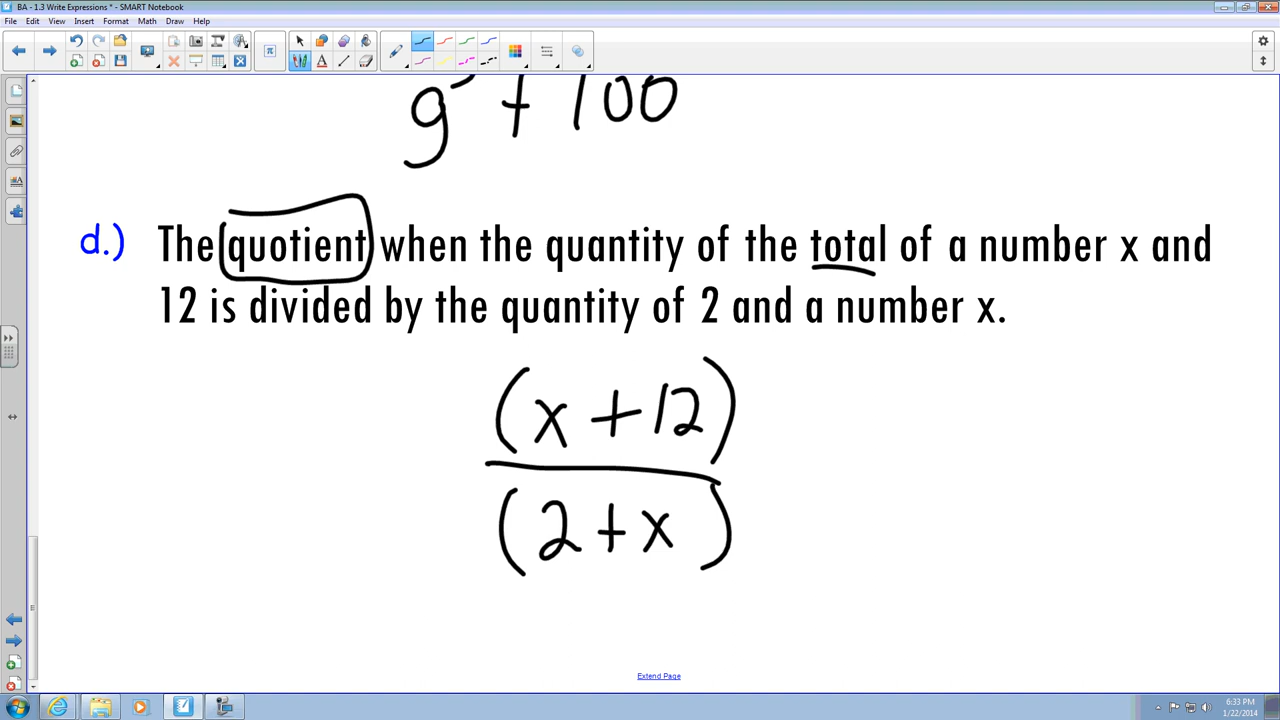 BA - 1.3 Write Expressions * - SMART Notebook
File Edit View Insert Format Math Draw Help
+ 100
d.) The quotient when the quantity of the total of a number x and
12 is divided by the quantity of 2 and a number x.
(x + 12)
(2 + x )
Extend Page
6:33 PM
1/22/2014